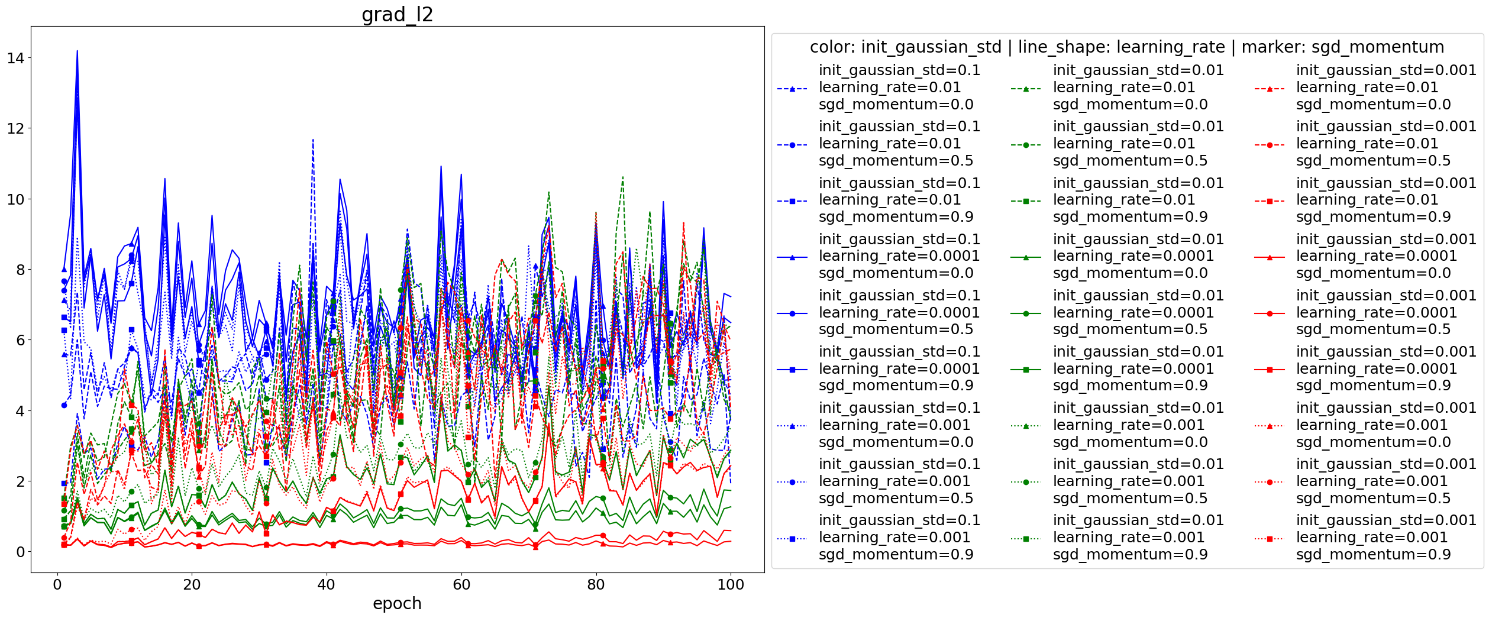 grad_l2
14
12
10
8
6
4
2
0
0 20 40 60 80 100
epoch
color: init_gaussian_std | line_shape: learning_rate | marker: sgd_momentum
init_gaussian_std=0.1
learning_rate=0.01
sgd_momentum=0.0
init_gaussian_std=0.1
learning_rate=0.01
sgd_momentum=0.5
init_gaussian_std=0.1
learning_rate=0.01
sgd_momentum=0.9
init_gaussian_std=0.1
learning_rate=0.0001
sgd_momentum=0.0
init_gaussian_std=0.1
learning_rate=0.0001
sgd_momentum=0.5
init_gaussian_std=0.1
learning_rate=0.0001
sgd_momentum=0.9
init_gaussian_std=0.1
learning_rate=0.001
sgd_momentum=0.0
init_gaussian_std=0.1
learning_rate=0.001
sgd_momentum=0.5
init_gaussian_std=0.1
learning_rate=0.001
sgd_momentum=0.9
init_gaussian_std=0.01
learning_rate=0.01
sgd_momentum=0.0
init_gaussian_std=0.01
learning_rate=0.01
sgd_momentum=0.5
init_gaussian_std=0.01
learning_rate=0.01
sgd_momentum=0.9
init_gaussian_std=0.01
learning_rate=0.0001
sgd_momentum=0.0
init_gaussian_std=0.01
learning_rate=0.0001
sgd_momentum=0.5
init_gaussian_std=0.01
learning_rate=0.0001
sgd_momentum=0.9
init_gaussian_std=0.01
learning_rate=0.001
sgd_momentum=0.0
init_gaussian_std=0.01
learning_rate=0.001
sgd_momentum=0.5
init_gaussian_std=0.01
learning_rate=0.001
sgd_momentum=0.9
init_gaussian_std=0.001
learning_rate=0.01
sgd_momentum=0.0
init_gaussian_std=0.001
learning_rate=0.01
sgd_momentum=0.5
init_gaussian_std=0.001
learning_rate=0.01
sgd_momentum=0.9
init_gaussian_std=0.001
learning_rate=0.0001
sgd_momentum=0.0
init_gaussian_std=0.001
learning_rate=0.0001
sgd_momentum=0.5
init_gaussian_std=0.001
learning_rate=0.0001
sgd_momentum=0.9
init_gaussian_std=0.001
learning_rate=0.001
sgd_momentum=0.0
init_gaussian_std=0.001
learning_rate=0.001
sgd_momentum=0.5
init_gaussian_std=0.001
learning_rate=0.001
sgd_momentum=0.9